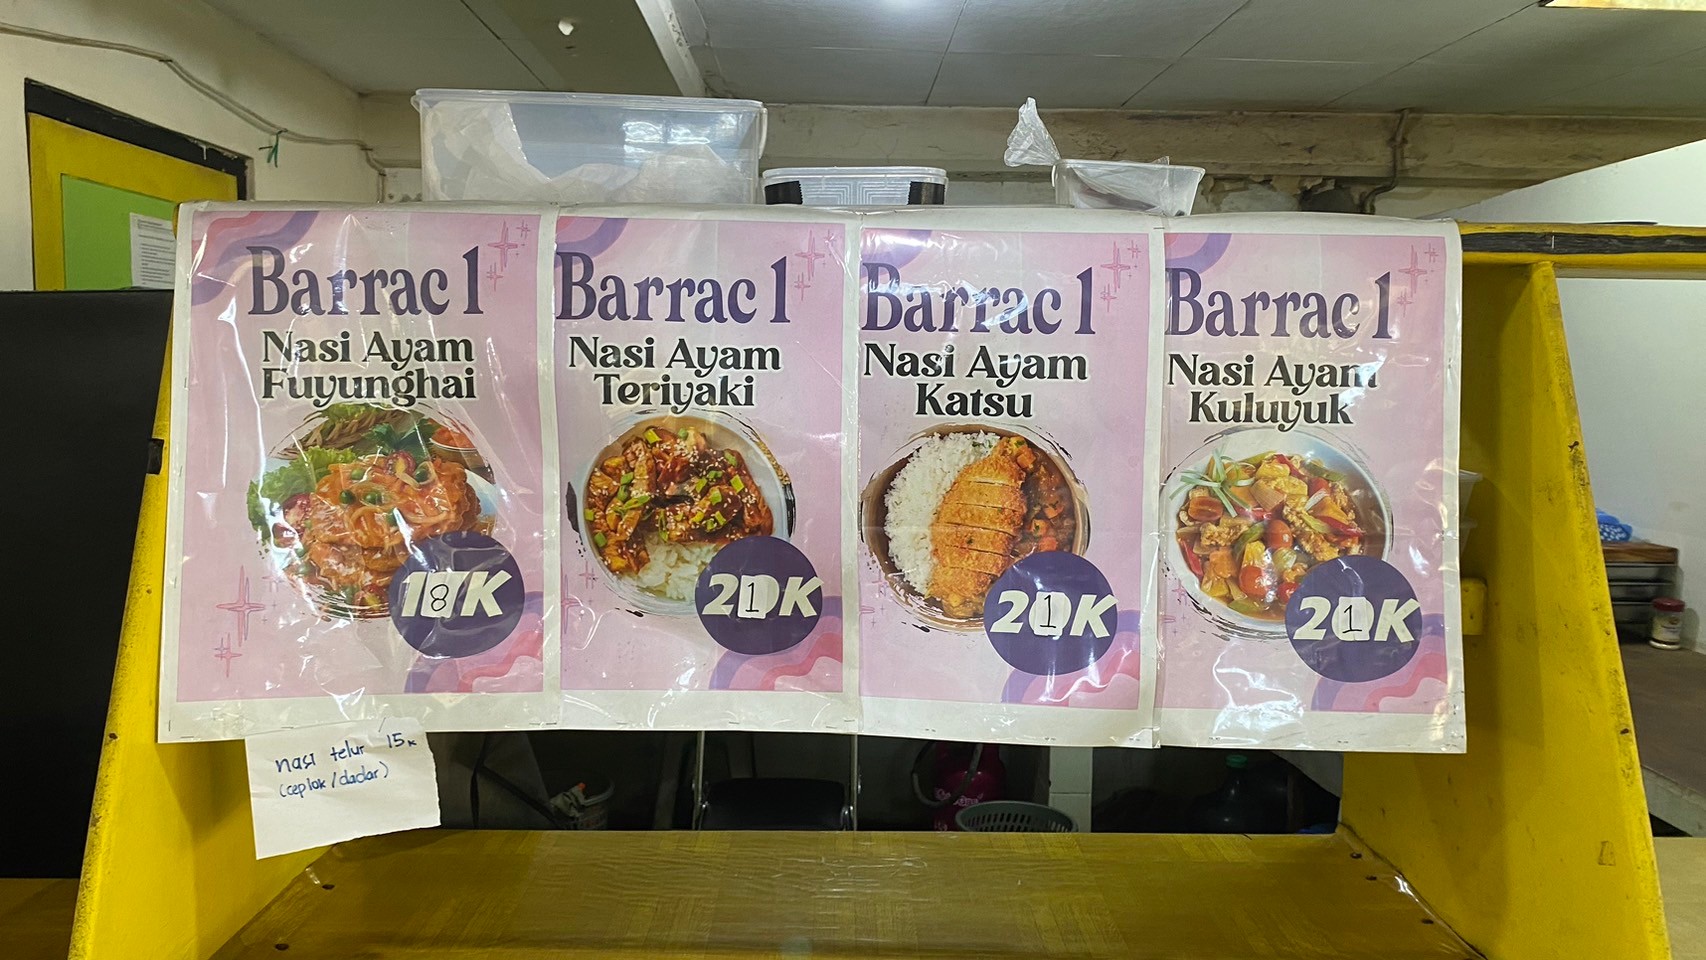 Barrac 1
Nasi Ayam
Fuyunghai
18K
Barrac 1
Nasi Ayam
Teriyaki
21K
Barrac 1
Nasi Ayam
Katsu
21K
Barrac 1
Nasi Ayam
Kuluyuk
21K
nasi telur 15k
(ceplok/dadar)